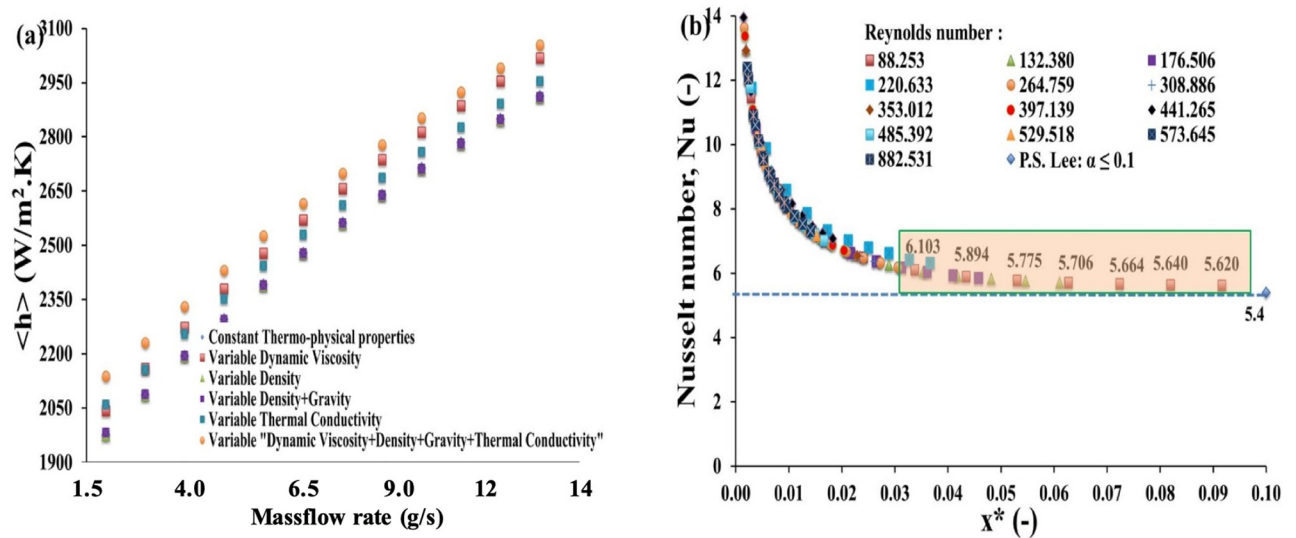 (a)
3100
2950
2800
2650
2500
2350
2200
2050
1900
<h> (W/m².K)
Constant Thermo-physical properties
Variable Dynamic Viscosity
Variable Density
Variable Density+Gravity
Variable Thermal Conductivity
Variable "Dynamic Viscosity+Density+Gravity+Thermal Conductivity"
1.5 4.0 6.5 9.0 12 14
Massflow rate (g/s)
(b)
14
12
10
8
6
4
2
0
Nusselt number, Nu (-)
Reynolds number :
88.253 132.380 176.506
220.633 264.759 308.886
353.012 397.139 441.265
485.392 529.518 573.645
882.531 P.S. Lee: α ≤ 0.1
6.103 5.894 5.775 5.706 5.664 5.640 5.620
5.4
0.00 0.01 0.02 0.03 0.04 0.05 0.06 0.07 0.08 0.09 0.10
x* (-)